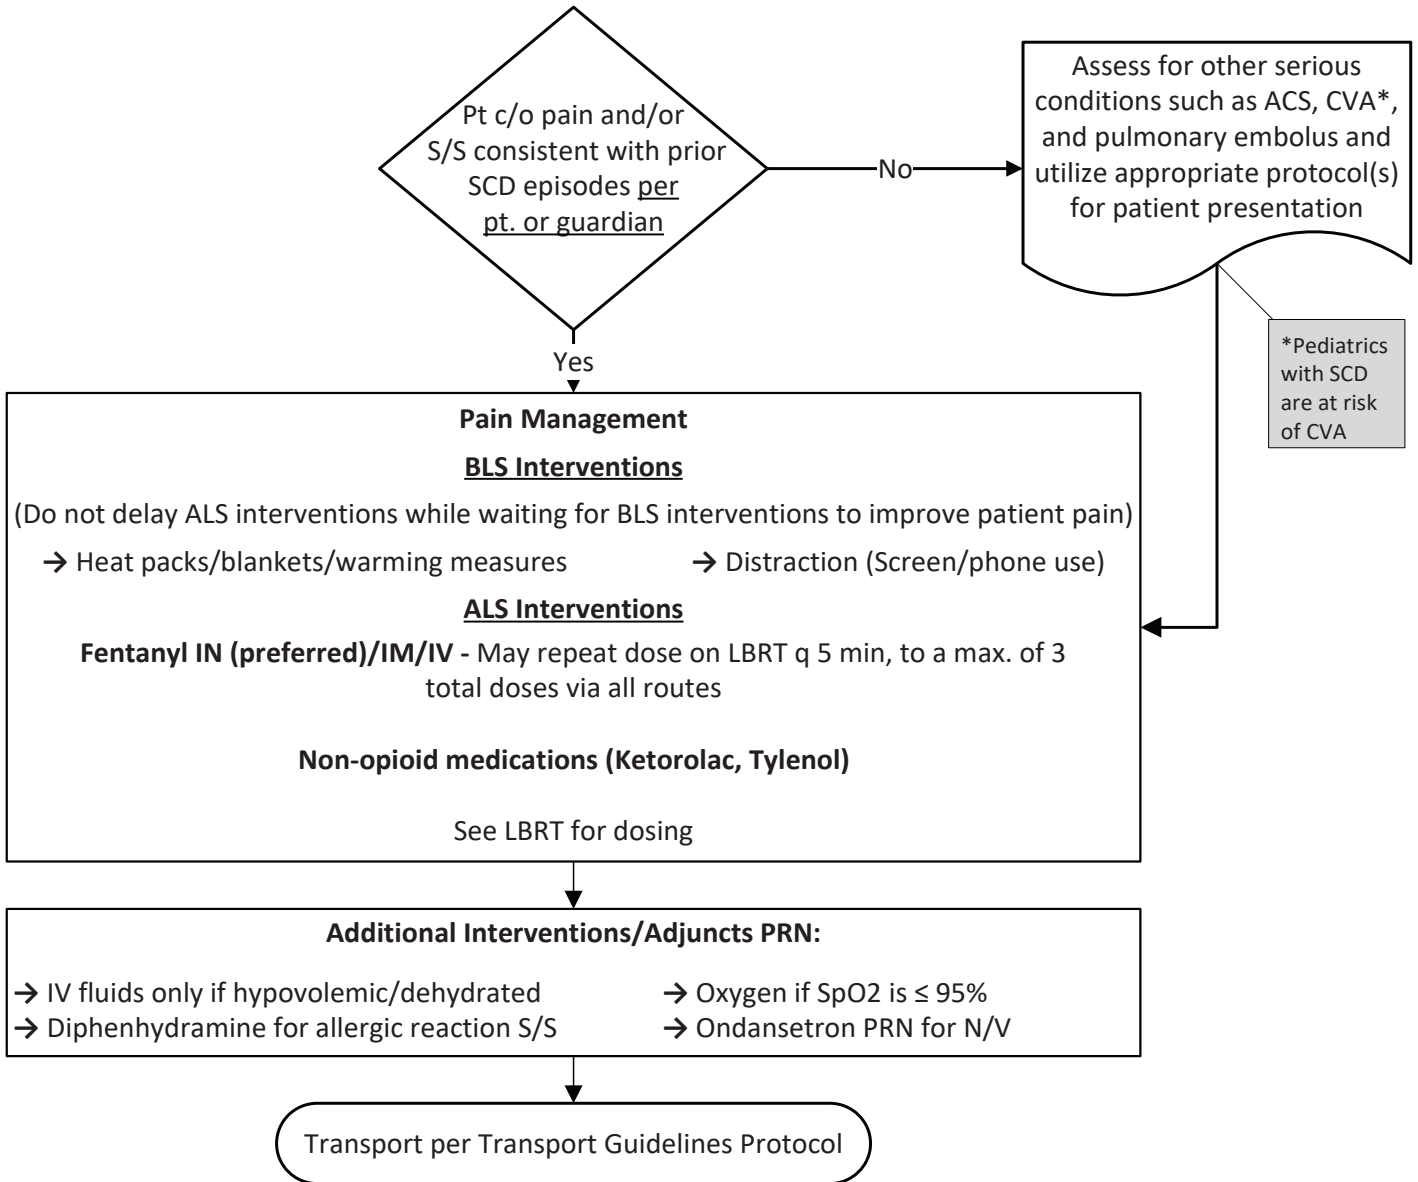 Pt c/o pain and/or
S/S consistent with prior
SCD episodes per
pt. or guardian
No
Assess for other serious
conditions such as ACS, CVA*,
and pulmonary embolus and
utilize appropriate protocol(s)
for patient presentation
*Pediatrics
with SCD
are at risk
of CVA
Yes
Pain Management
BLS Interventions
(Do not delay ALS interventions while waiting for BLS interventions to improve patient pain)
→ Heat packs/blankets/warming measures
→ Distraction (Screen/phone use)
ALS Interventions
Fentanyl IN (preferred)/IM/IV - May repeat dose on LBRT q 5 min, to a max. of 3
total doses via all routes
Non-opioid medications (Ketorolac, Tylenol)
See LBRT for dosing
Additional Interventions/Adjuncts PRN:
→ IV fluids only if hypovolemic/dehydrated
→ Oxygen if SpO2 is ≤ 95%
→ Diphenhydramine for allergic reaction S/S
→ Ondansetron PRN for N/V
Transport per Transport Guidelines Protocol